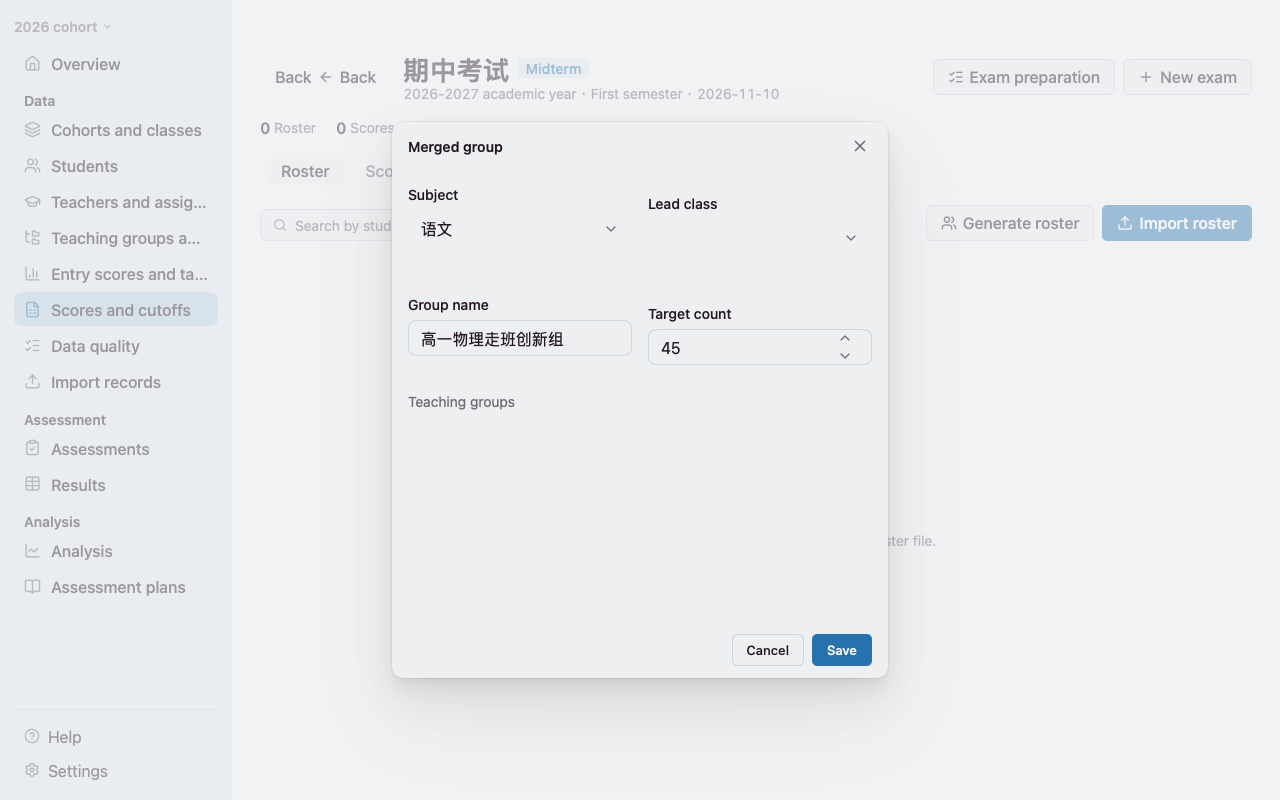 2026 cohort
Overview
Data
Cohorts and classes
Students
Teachers and assig...
Teaching groups a...
Entry scores and ta...
Scores and cutoffs
Data quality
Import records
Assessment
Assessments
Results
Analysis
Analysis
Assessment plans
Help
Settings
Back ← Back
期中考试 Midterm
2026-2027 academic year · First semester · 2026-11-10
Exam preparation
New exam
0 Roster 0 Scores
Roster
Sco
Search by stud
Generate roster
Import roster
ster file.
Merged group
Subject
语文
Lead class
Group name
高一物理走班创新组
Target count
45
Teaching groups
Cancel
Save